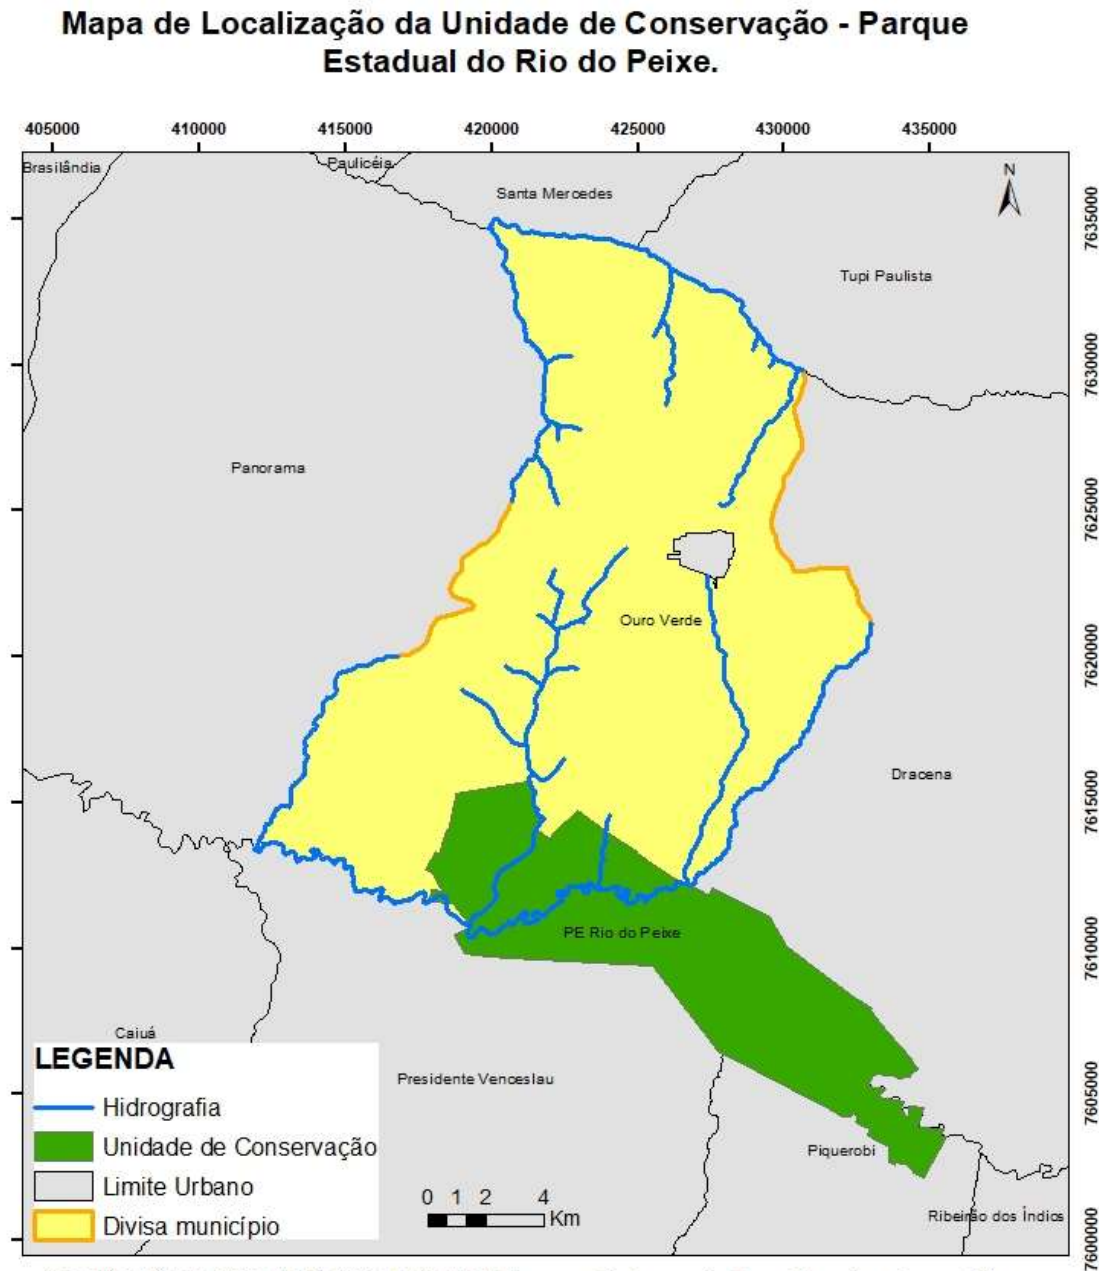 Mapa de Localização da Unidade de Conservação - Parque
Estadual do Rio do Peixe.
405000 410000 415000 420000 425000 430000 435000
Brasilândia
Paulicéia
Santa Mercedes
N
7635000
Tupi Paulista
7630000
Panorama
7625000
Ouro Verde
7620000
Dracena
7615000
PE Rio do Peixe
7610000
Caiuá
LEGENDA
Hidrografia
Unidade de Conservação
Limite Urbano
Divisa município
Presidente Venceslau
7605000
Piquerobi
0 1 2 4
Km
Ribeirão dos Índios
7600000